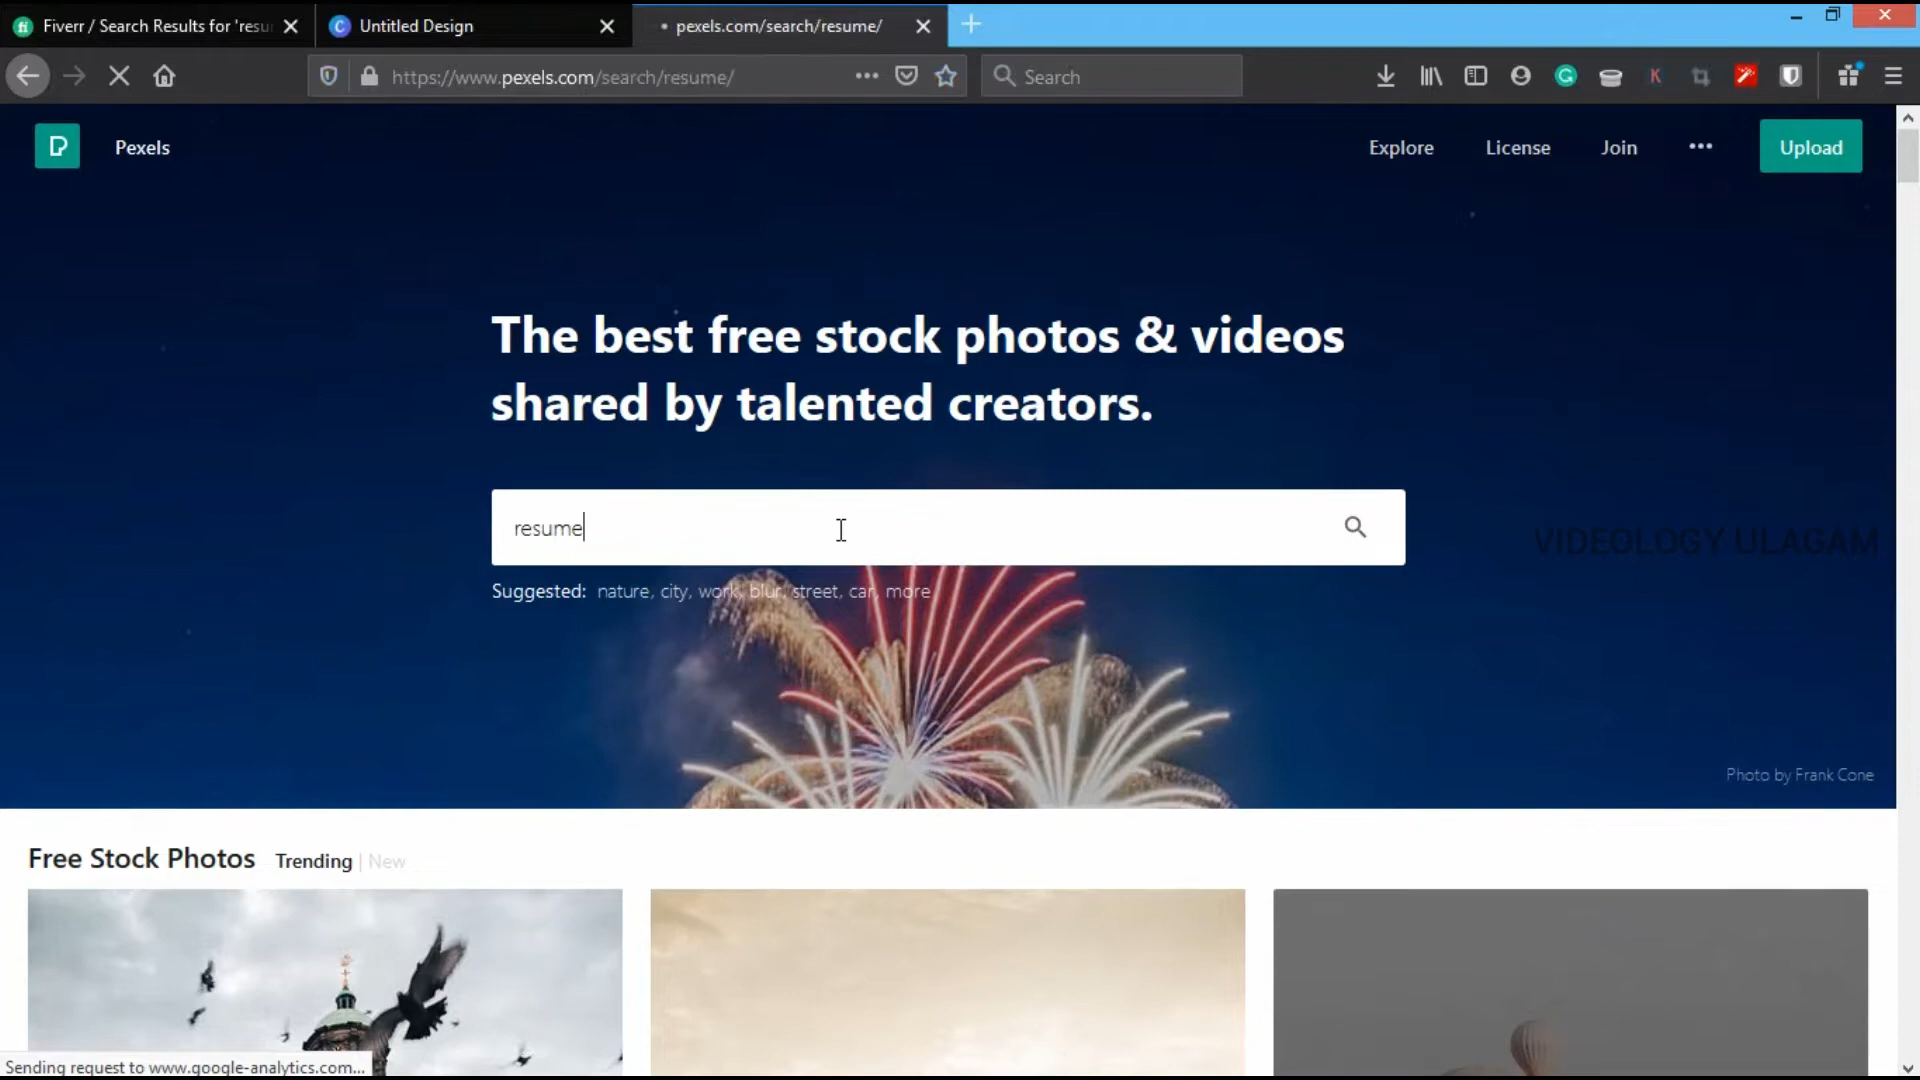 Fiverr / Search Results for 'resu
Untitled Design
pexels.com/search/resume/
https://www.pexels.com/search/resume/
Search
Pexels
Explore
License
Join
Upload
The best free stock photos & videos
shared by talented creators.
resume
VIDEOLOGY ULAGAM
Suggested: nature, city, work, blur, street, car, more
Photo by Frank Cone
Free Stock Photos Trending | New
Sending request to www.google-analytics.com...